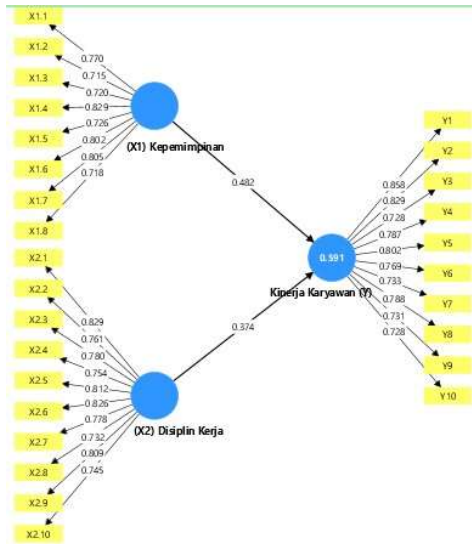 X1.1
X1.2
X1.3
X1.4
X1.5
X1.6
X1.7
X1.8
0.770
0.715
0.720
0.829
0.726
0.802
0.805
0.718
(X1) Kepemimpinan
0.482
X2.1
X2.2
X2.3
X2.4
X2.5
X2.6
X2.7
X2.8
X2.9
X2.10
0.829
0.761
0.780
0.754
0.812
0.826
0.778
0.732
0.809
0.745
(X2) Disiplin Kerja
0.374
0.591
Kinerja Karyawan (Y)
0.858
0.829
0.728
0.787
0.802
0.769
0.733
0.788
0.731
0.728
Y1
Y2
Y3
Y4
Y5
Y6
Y7
Y8
Y9
Y10